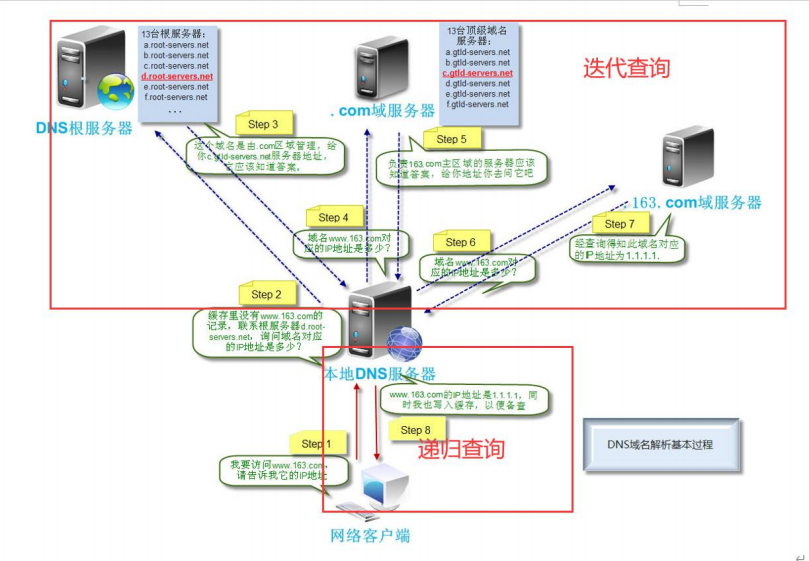 13台根服务器：
a.root-servers.net
b.root-servers.net
c.root-servers.net
d.root-servers.net
e.root-servers.net
f.root-servers.net
...
DNS根服务器
13台顶级域名
服务器：
a.gtld-servers.net
b.gtld-servers.net
c.gtld-servers.net
d.gtld-servers.net
e.gtld-servers.net
f.gtld-servers.net
.com域服务器
迭代查询
Step 3
这个域名是由.com区域管理，给
你c.gtld-servers.net服务器地址，
它应该知道答案。
Step 5
负责163.com主区域的服务器应该
知道答案，给你地址你去问它吧
.163.com域服务器
Step 4
域名www.163.com对
应的IP地址是多少？
Step 6
域名www.163.com对
应的IP地址是多少？
Step 7
经查询得知此域名对应
的IP地址为1.1.1.1.
Step 2
缓存里没有www.163.com的
记录，联系根服务器d.root-
servers.net，询问域名对应
的IP地址是多少？
本地DNS服务器
www.163.com的IP地址是1.1.1.1，同
时我也写入缓存，以便备查
Step 8
递归查询
Step 1
我要访问www.163.com，
请告诉我它的IP地址
网络客户端
DNS域名解析基本过程